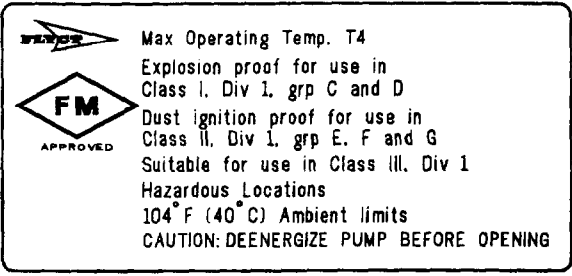 FLYGT
Max Operating Temp. T4
Explosion proof for use in
Class I, Div 1, grp C and D
Dust ignition proof for use in
Class II, Div 1, grp E, F and G
Suitable for use in Class III, Div 1
Hazardous Locations
104°F (40°C) Ambient limits
CAUTION: DEENERGIZE PUMP BEFORE OPENING
FM
APPROVED